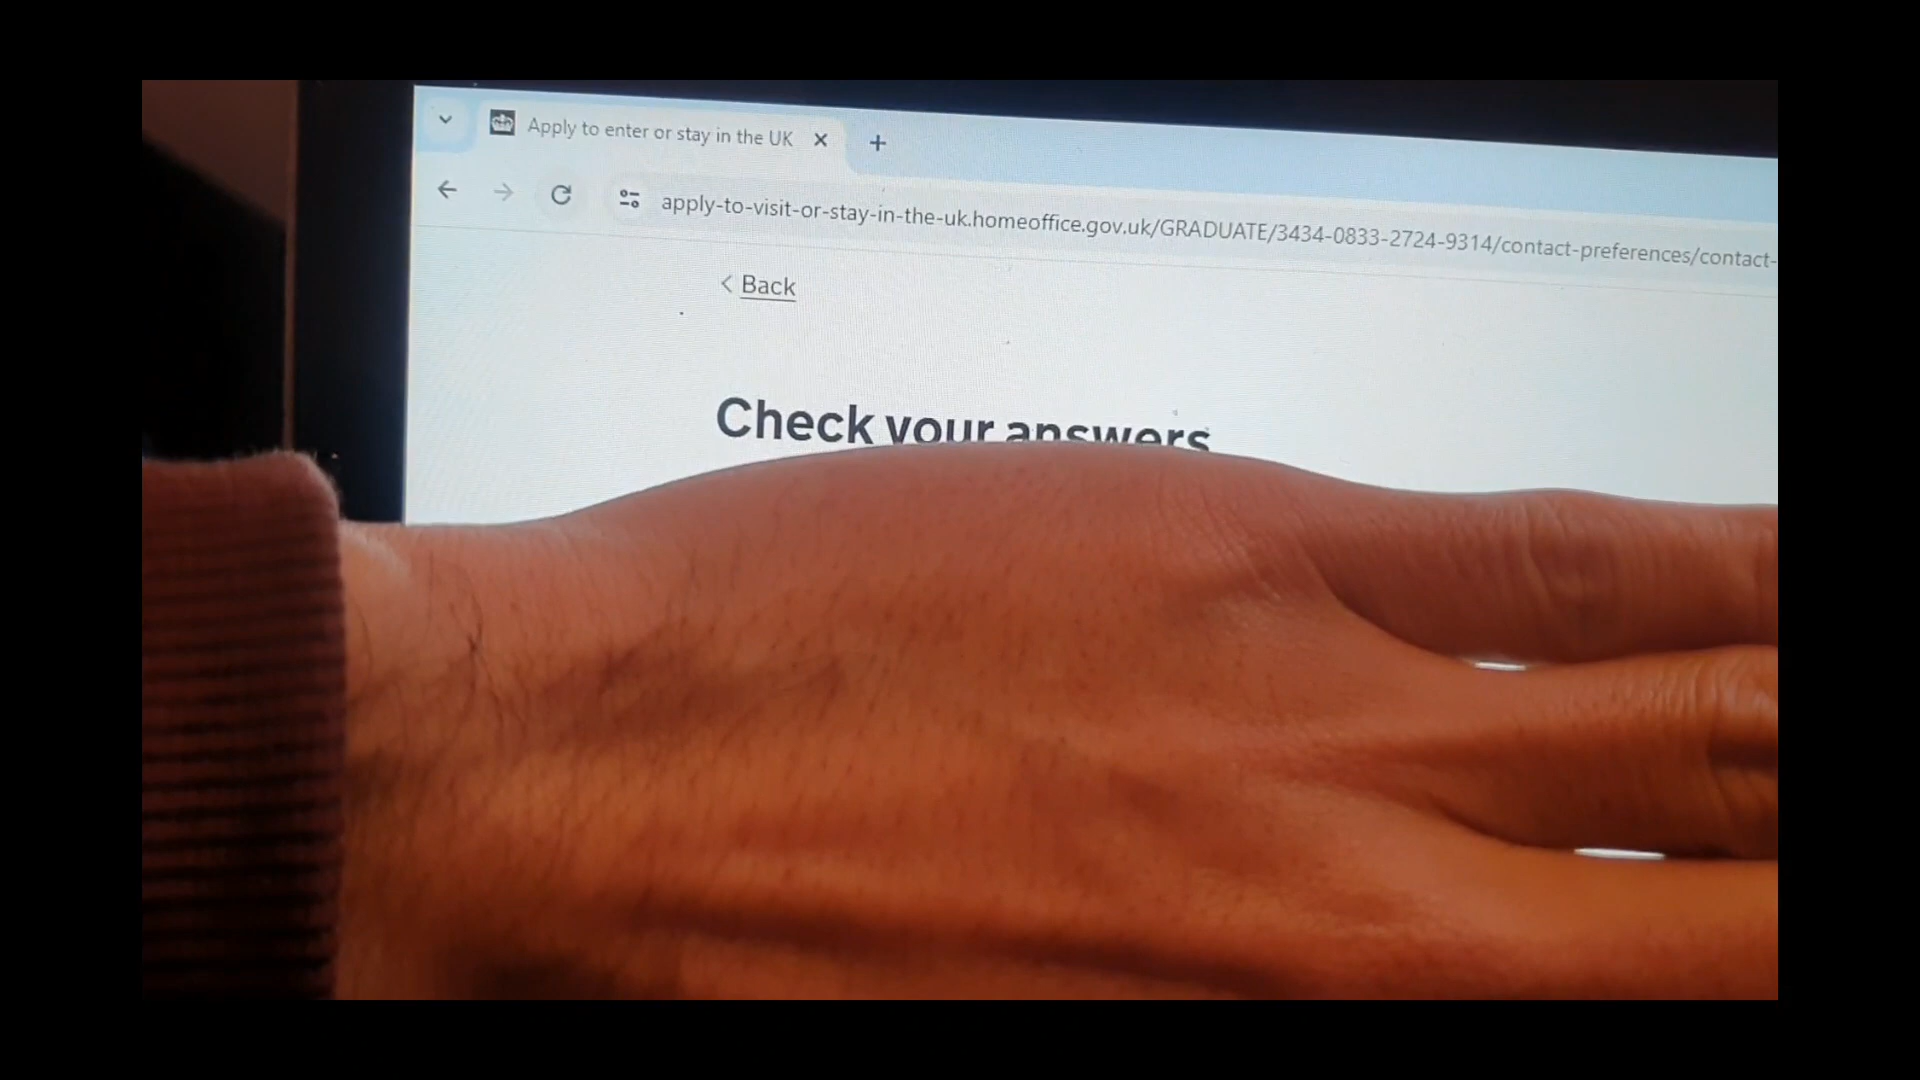 Apply to enter or stay in the UK
apply-to-visit-or-stay-in-the-uk.homeoffice.gov.uk/GRADUATE/3434-0833-2724-9314/contact-preferences/contact-
Back
Check your answers